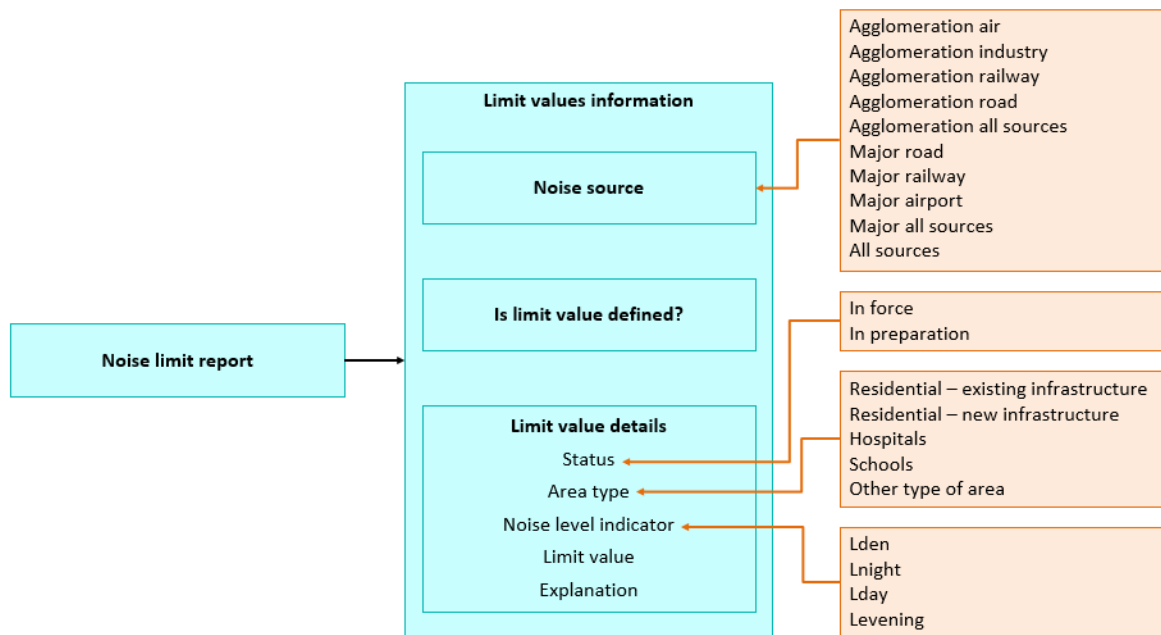 Noise limit report
Limit values information
Noise source
Is limit value defined?
Limit value details
Status
Area type
Noise level indicator
Limit value
Explanation
Agglomeration air
Agglomeration industry
Agglomeration railway
Agglomeration road
Agglomeration all sources
Major road
Major railway
Major airport
Major all sources
All sources
In force
In preparation
Residential – existing infrastructure
Residential – new infrastructure
Hospitals
Schools
Other type of area
Lden
Lnight
Lday
Levening